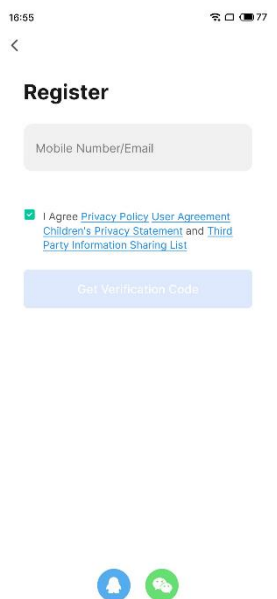 16:55
77
Register
Mobile Number/Email
I Agree Privacy Policy User Agreement
Children's Privacy Statement and Third
Party Information Sharing List
Get Verification Code